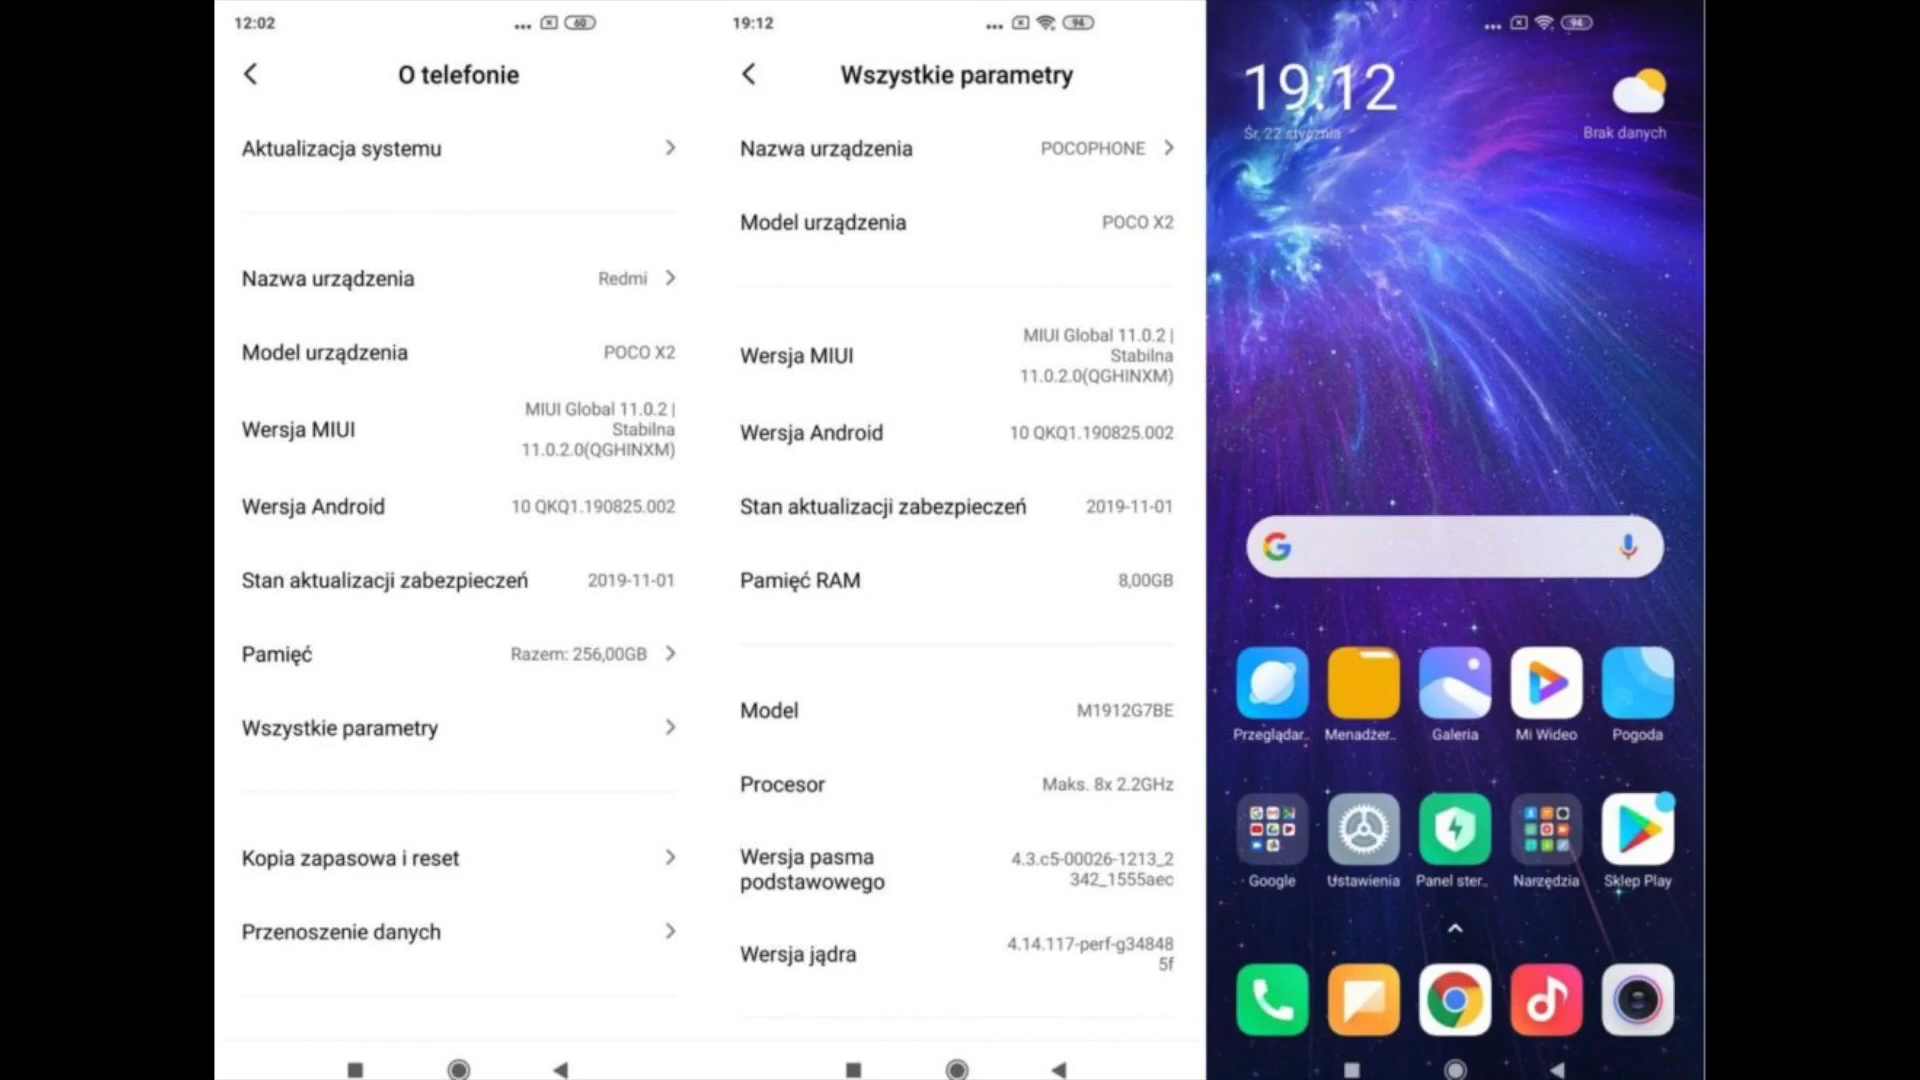 12:02
60
O telefonie
Aktualizacja systemu
Nazwa urządzenia Redmi
Model urządzenia POCO X2
Wersja MIUI MIUI Global 11.0.2 |
Stabilna
11.0.2.0(QGHINXM)
Wersja Android 10 QKQ1.190825.002
Stan aktualizacji zabezpieczeń 2019-11-01
Pamięć Razem: 256,00GB
Wszystkie parametry
Kopia zapasowa i reset
Przenoszenie danych
19:12
94
Wszystkie parametry
Nazwa urządzenia POCOPHONE
Model urządzenia POCO X2
Wersja MIUI MIUI Global 11.0.2 |
Stabilna
11.0.2.0(QGHINXM)
Wersja Android 10 QKQ1.190825.002
Stan aktualizacji zabezpieczeń 2019-11-01
Pamięć RAM 8,00GB
Model M1912G7BE
Procesor Maks. 8x 2.2GHz
Wersja pasma
podstawowego
4.3.c5-00026-1213_2
342_1555aec
Wersja jądra 4.14.117-perf-g34848
5f
94
19:12
Śr, 22 stycznia
Brak danych
Przeglądar.. Menadżer.. Galeria Mi Wideo Pogoda
Google Ustawienia Panel ster.. Narzędzia Sklep Play